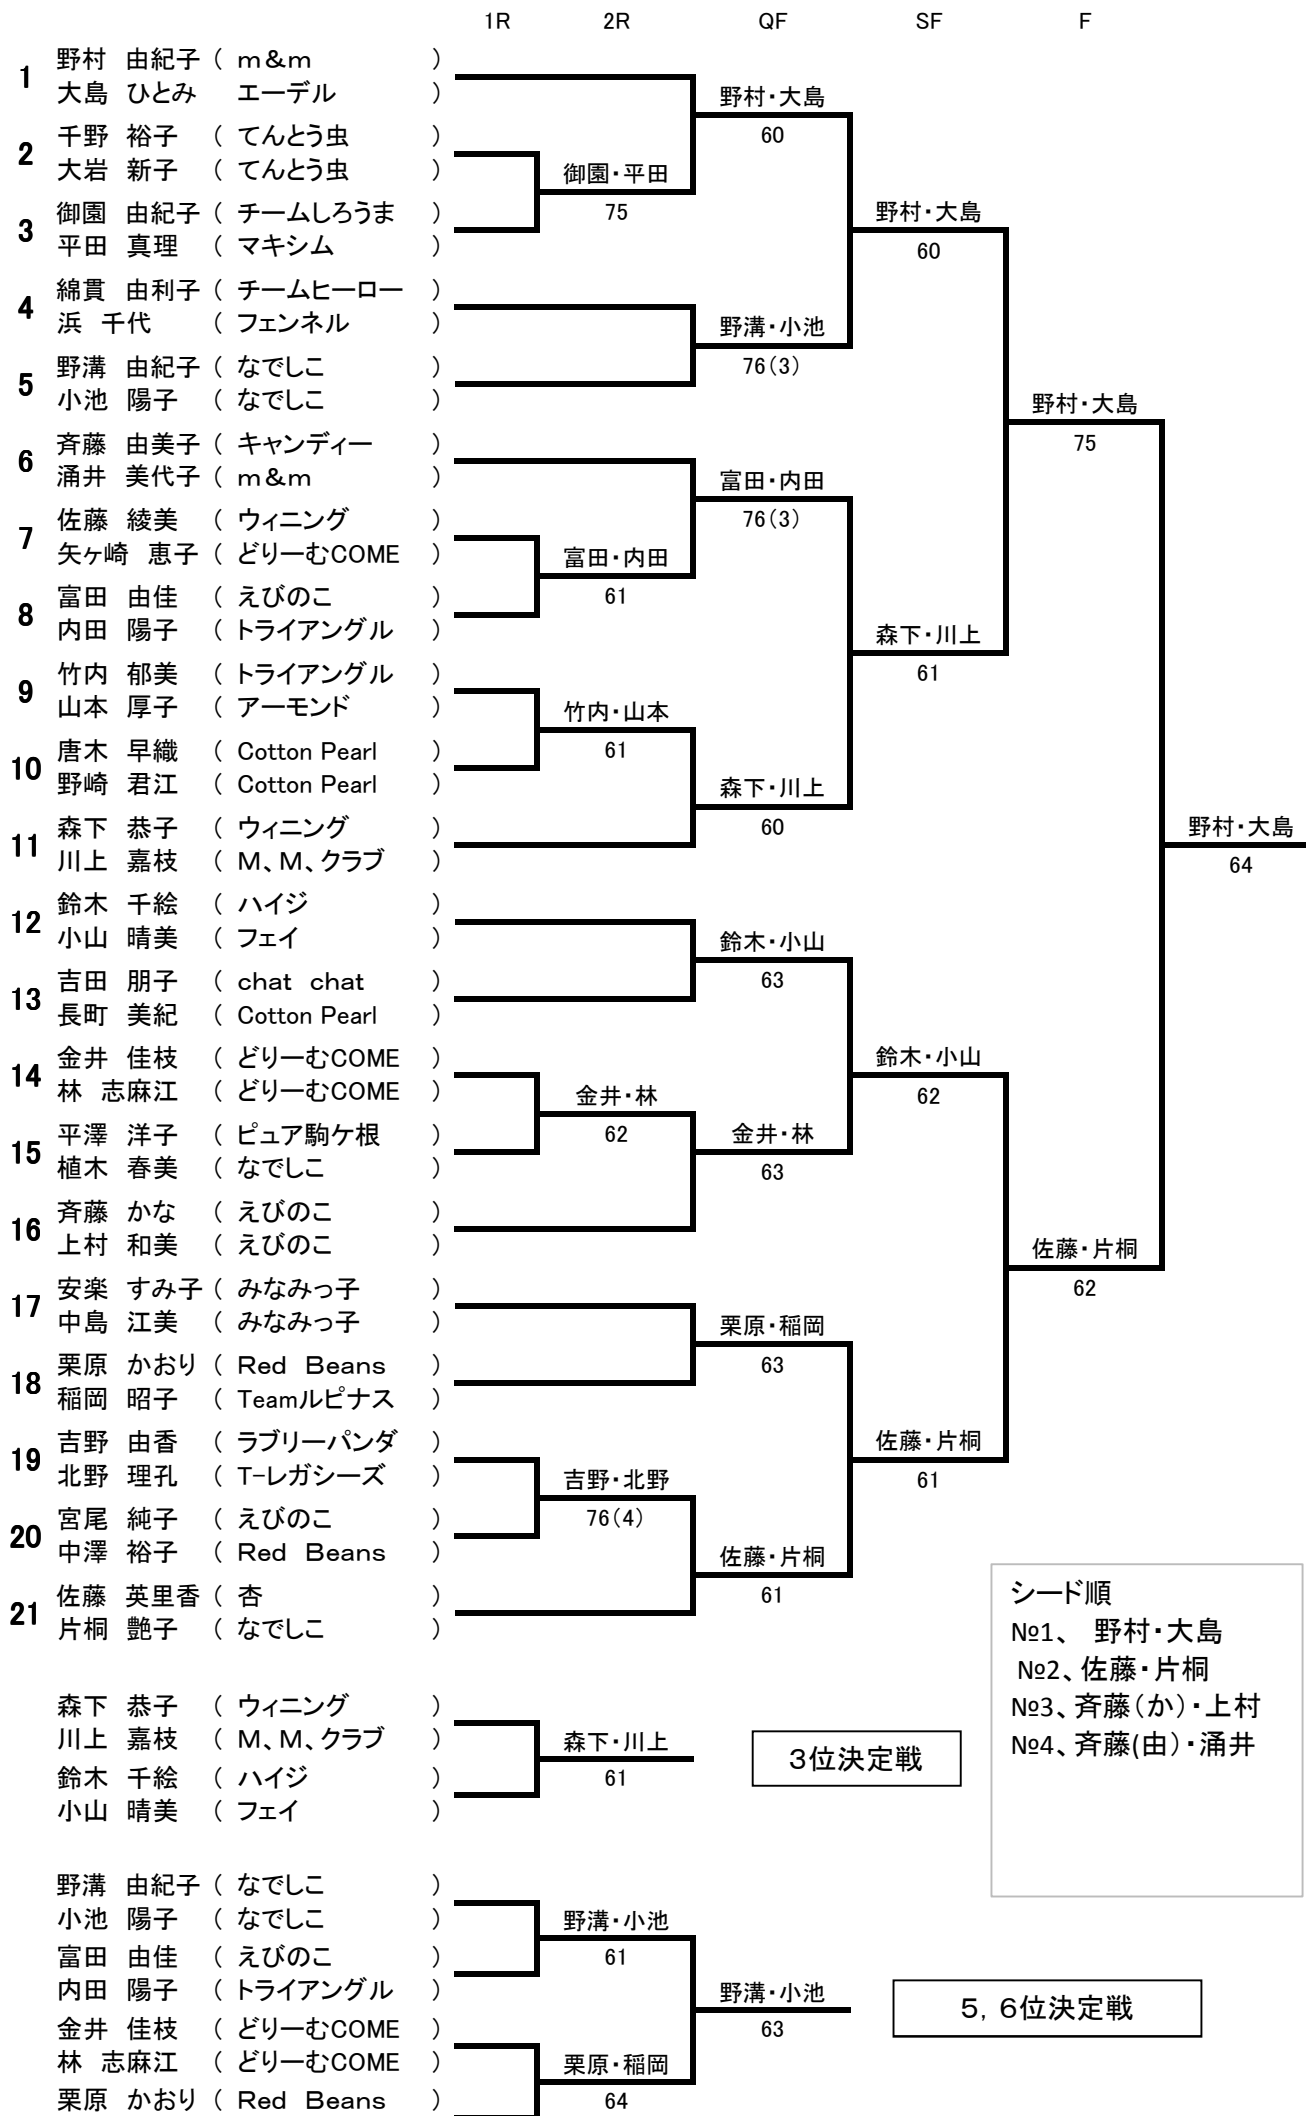 1R 2R QF SF F
1 野村 由紀子 ( m&m )
大島 ひとみ エーデル )
野村・大島
60
2 千野 裕子 ( てんとう虫 )
大岩 新子 ( てんとう虫 )
御園・平田
75
3 御園 由紀子 ( チームしろうま )
平田 真理 ( マキシム )
野村・大島
60
4 綿貫 由利子 ( チームヒーロー )
浜 千代 ( フェンネル )
野溝・小池
76(3)
5 野溝 由紀子 ( なでしこ )
小池 陽子 ( なでしこ )
野村・大島
75
6 斉藤 由美子 ( キャンディー )
涌井 美代子 ( m&m )
富田・内田
76(3)
7 佐藤 綾美 ( ウィニング )
矢ヶ崎 恵子 ( どりーむCOME )
富田・内田
61
8 富田 由佳 ( えびのこ )
内田 陽子 ( トライアングル )
森下・川上
61
9 竹内 郁美 ( トライアングル )
山本 厚子 ( アーモンド )
竹内・山本
61
10 唐木 早織 ( Cotton Pearl )
野崎 君江 ( Cotton Pearl )
森下・川上
60
11 森下 恭子 ( ウィニング )
川上 嘉枝 ( M、M、クラブ )
野村・大島
64
12 鈴木 千絵 ( ハイジ )
小山 晴美 ( フェイ )
鈴木・小山
63
13 吉田 朋子 ( chat chat )
長町 美紀 ( Cotton Pearl )
14 金井 佳枝 ( どりーむCOME )
林 志麻江 ( どりーむCOME )
鈴木・小山
62
金井・林
62
15 平澤 洋子 ( ピュア駒ケ根 )
植木 春美 ( なでしこ )
金井・林
63
16 斉藤 かな ( えびのこ )
上村 和美 ( えびのこ )
佐藤・片桐
62
17 安楽 すみ子 ( みなみっ子 )
中島 江美 ( みなみっ子 )
栗原・稲岡
63
18 栗原 かおり ( Red Beans )
稲岡 昭子 ( Teamルピナス )
19 吉野 由香 ( ラブリーパンダ )
北野 理孔 ( T-レガシーズ )
佐藤・片桐
61
吉野・北野
76(4)
20 宮尾 純子 ( えびのこ )
中澤 裕子 ( Red Beans )
佐藤・片桐
61
21 佐藤 英里香 ( 杏 )
片桐 艶子 ( なでしこ )
シード順
№1、 野村・大島
№2、佐藤・片桐
№3、斉藤(か)・上村
№4、斉藤(由)・涌井
森下 恭子 ( ウィニング )
川上 嘉枝 ( M、M、クラブ )
森下・川上
61
3位決定戦
鈴木 千絵 ( ハイジ )
小山 晴美 ( フェイ )
野溝 由紀子 ( なでしこ )
小池 陽子 ( なでしこ )
野溝・小池
61
富田 由佳 ( えびのこ )
内田 陽子 ( トライアングル )
野溝・小池
63
5,6位決定戦
金井 佳枝 ( どりーむCOME )
林 志麻江 ( どりーむCOME )
栗原・稲岡
64
栗原 かおり ( Red Beans )